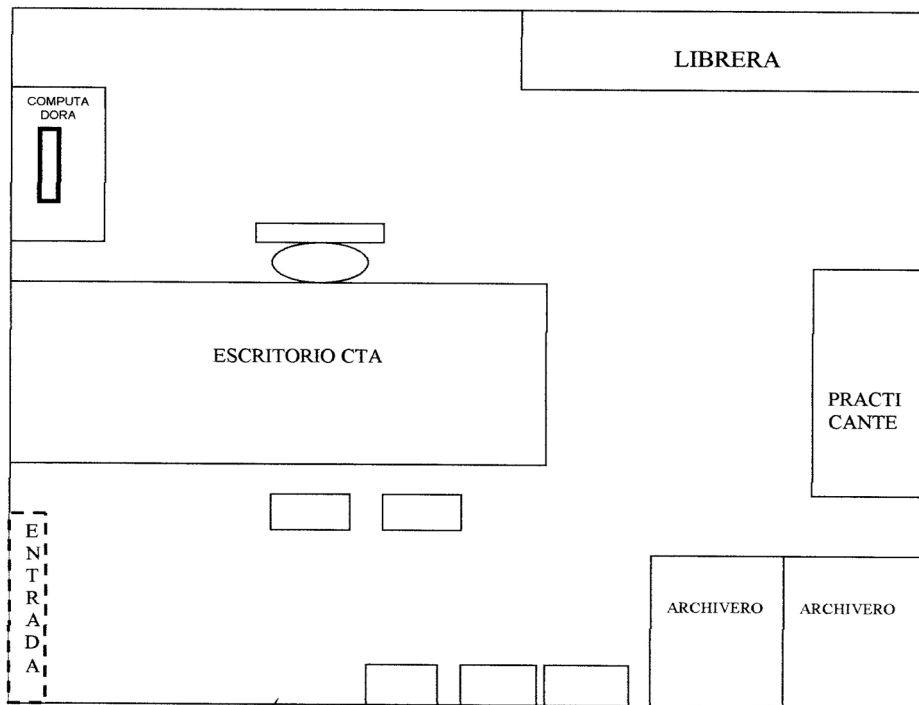 LIBRERA
COMPUTA
DORA
ESCRITORIO CTA
PRACTI
CANTE
E
N
T
R
A
D
A
ARCHIVERO ARCHIVERO